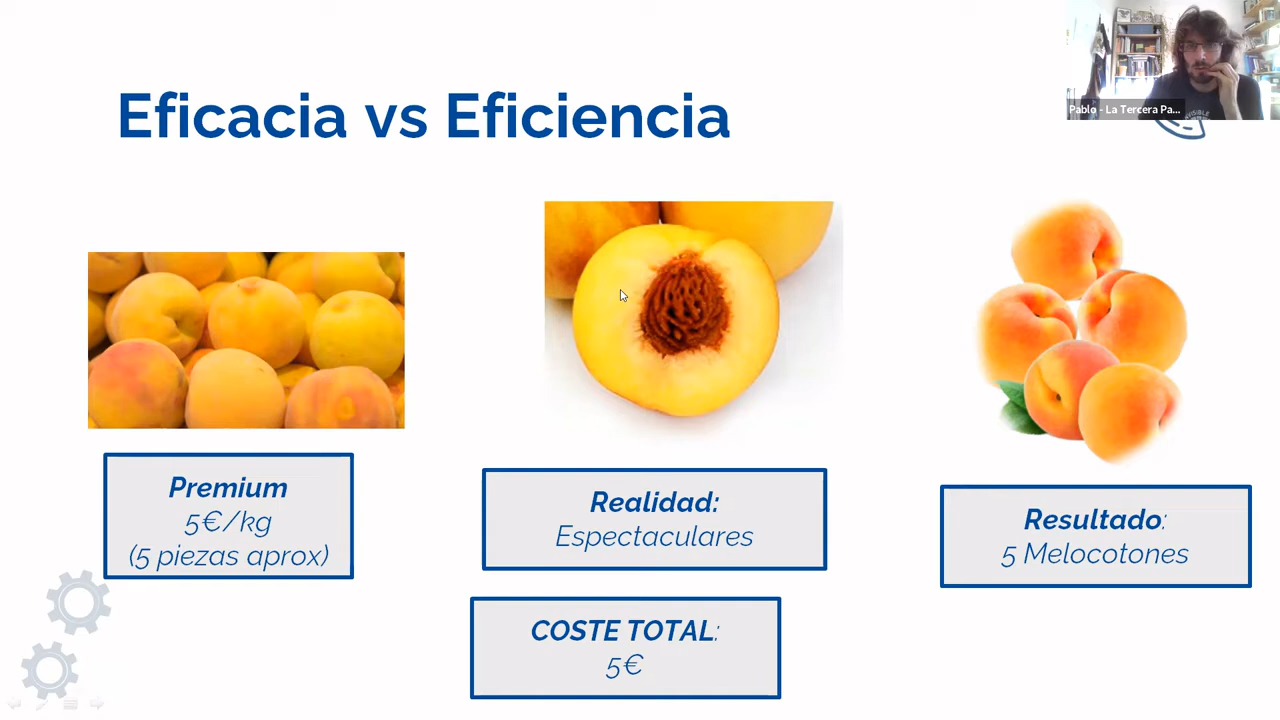 Pablo - La Tercera Pa...
Eficacia vs Eficiencia
Premium
5€/kg
(5 piezas aprox)
Realidad:
Espectaculares
Resultado:
5 Melocotones
COSTE TOTAL:
5€